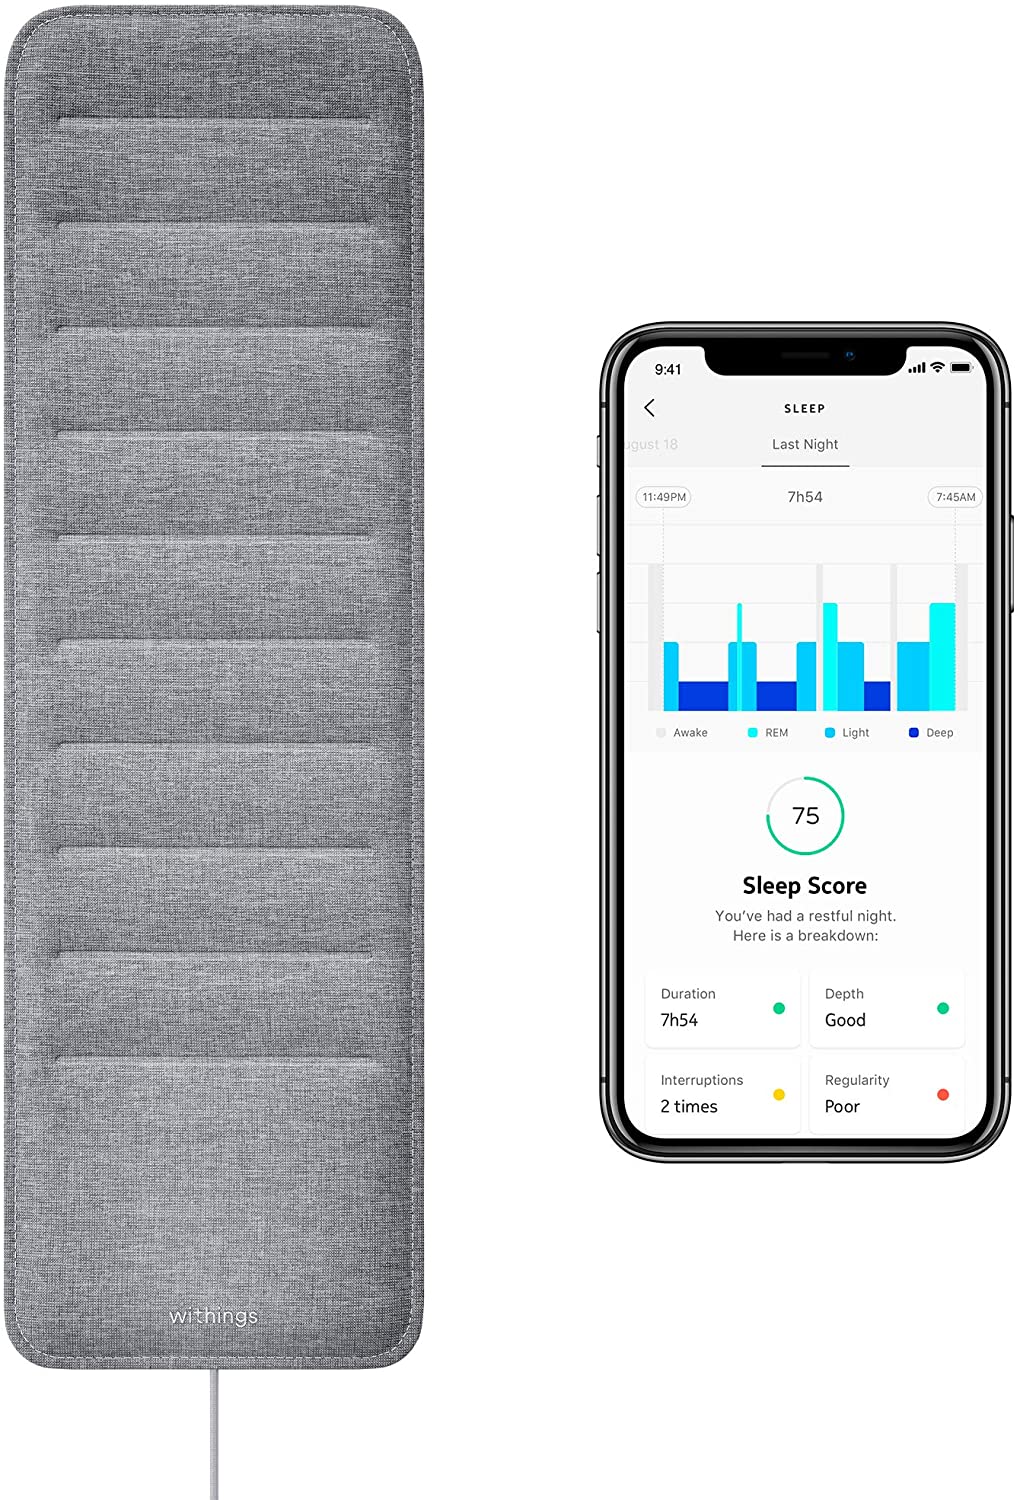 withings
9:41
SLEEP
ugust 18
Last Night
11:49PM
7h54
7:45AM
Awake
REM
Light
Deep
75
Sleep Score
You've had a restful night.
Here is a breakdown:
Duration
7h54
Depth
Good
Interruptions
2 times
Regularity
Poor